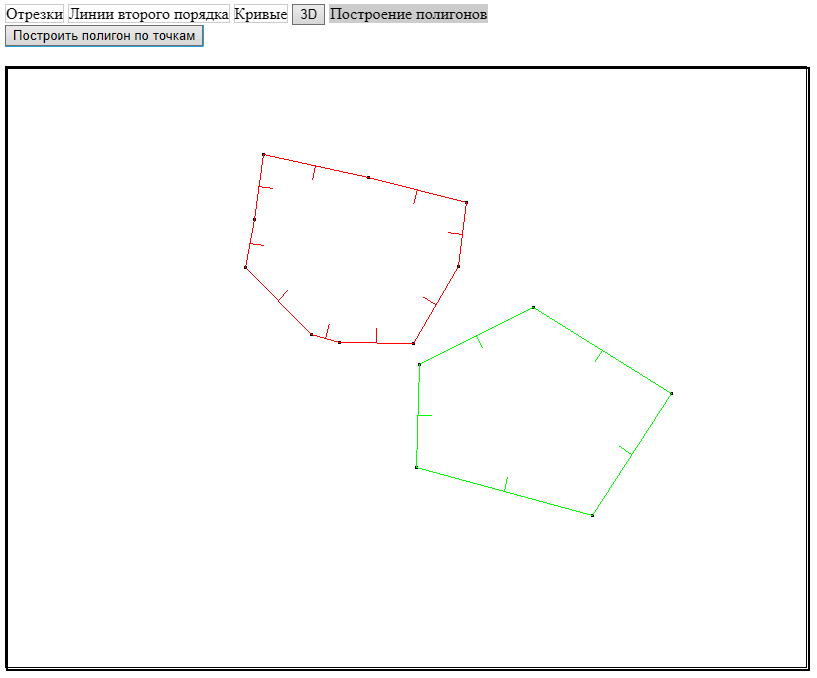 Отрезки Линии второго порядка Кривые 3D Построение полигонов
Построить полигон по точкам